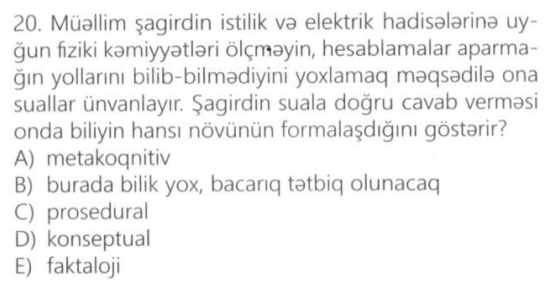 20. Müəllim şagirdin istilik və elektrik hadisələrinə uy-
ğun fiziki kəmiyyətləri ölçməyin, hesablamalar aparma-
ğın yollarını bilib-bilmədiyini yoxlamaq məqsədilə ona
suallar ünvanlayır. Şagirdin suala doğru cavab verməsi
onda biliyin hansı növünün formalaşdığını göstərir?
A) metakoqnitiv
B) burada bilik yox, bacarıq tətbiq olunacaq
C) prosedural
D) konseptual
E) faktaloji